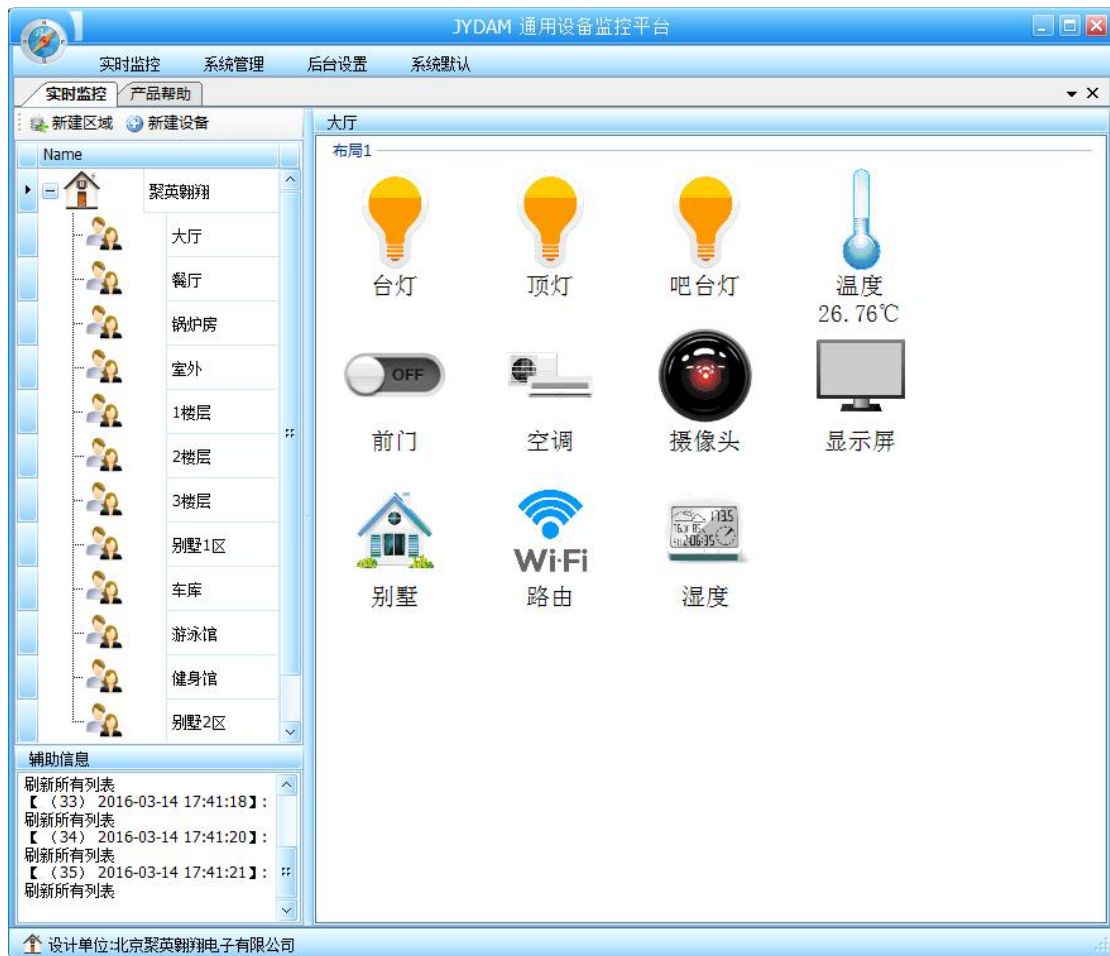 JYDAM 通用设备监控平台
实时监控 系统管理 后台设置 系统默认
实时监控 产品帮助
新建区域 新建设备
Name
聚英翱翔
大厅
餐厅
锅炉房
室外
1楼层
2楼层
3楼层
别墅1区
车库
游泳馆
健身馆
别墅2区
辅助信息
刷新所有列表
【 （33） 2016-03-14 17:41:18】:
刷新所有列表
【 （34） 2016-03-14 17:41:20】:
刷新所有列表
【 （35） 2016-03-14 17:41:21】:
刷新所有列表
大厅
布局1
台灯 顶灯 吧台灯 温度
26.76℃
OFF
前门 空调 摄像头 显示屏
Wi-Fi
别墅 路由 湿度
设计单位:北京聚英翱翔电子有限公司